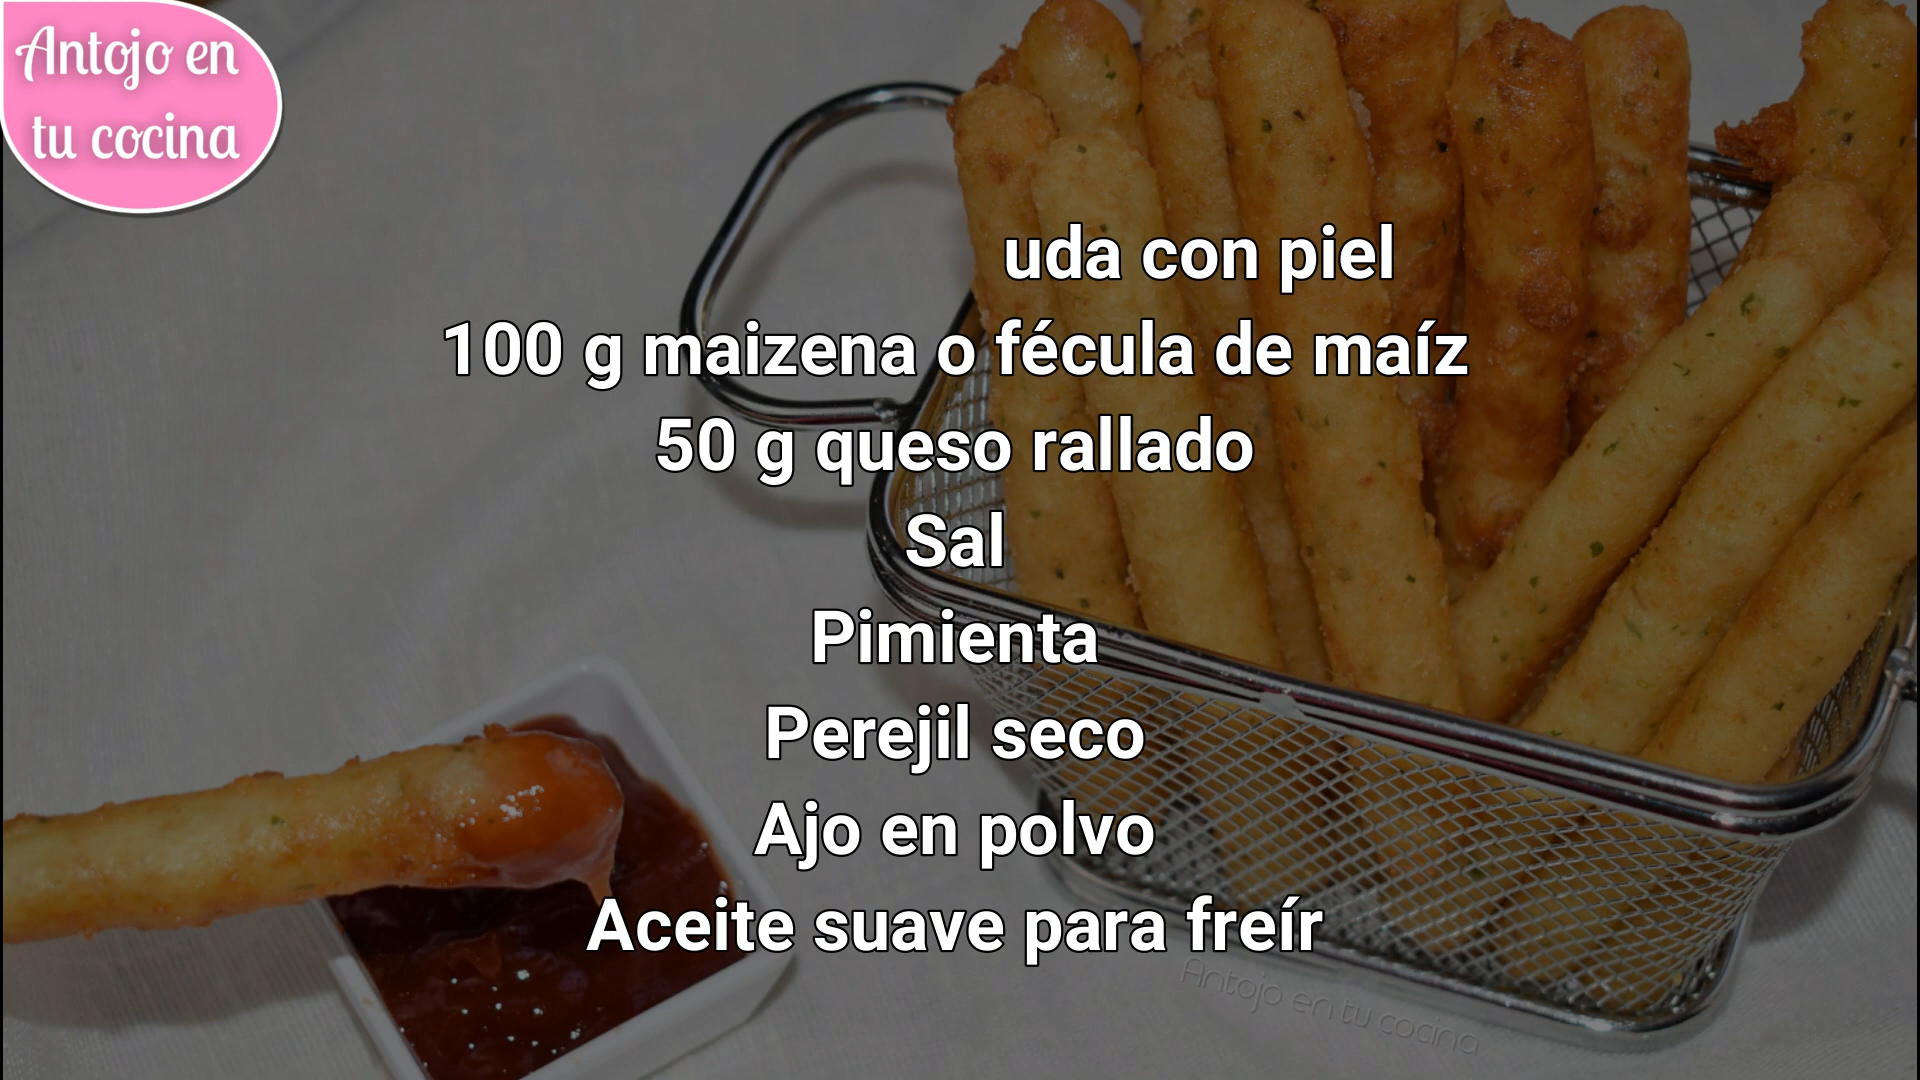 Antojo en
tu cocina
uda con piel
100 g maizena o fécula de maíz
50 g queso rallado
Sal
Pimienta
Perejil seco
Ajo en polvo
Aceite suave para freír
Antojo en tu cocina